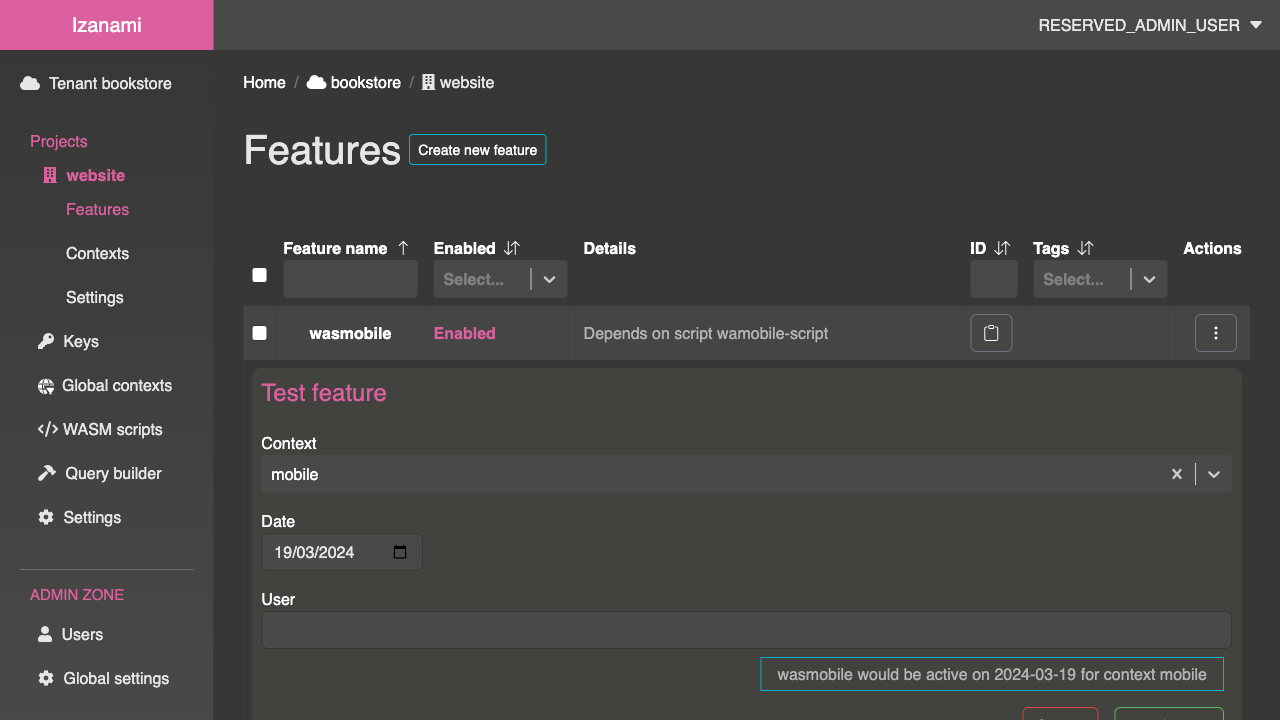 Izanami
RESERVED_ADMIN_USER
Tenant bookstore
Projects
website
Features
Contexts
Settings
Keys
Global contexts
WASM scripts
Query builder
Settings
ADMIN ZONE
Users
Global settings
Home / bookstore / website
Features Create new feature
Feature name Enabled Details ID Tags Actions
Select... Select...
wasmobile Enabled Depends on script wamobile-script
Test feature
Context
mobile
Date
19/03/2024
User
wasmobile would be active on 2024-03-19 for context mobile